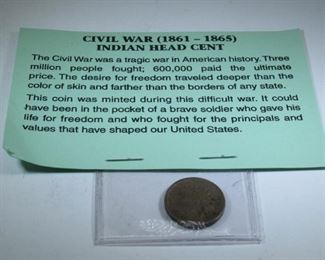 CIVIL WAR (1861 – 1865)
INDIAN HEAD CENT
The Civil War was a tragic war in American history. Three
million people fought; 600,000 paid the ultimate
price. The desire for freedom traveled deeper than the
color of skin and farther than the borders of any state.
This coin was minted during this difficult war. It could
have been in the pocket of a brave soldier who gave his
life for freedom and who fought for the principals and
values that have shaped our United States.